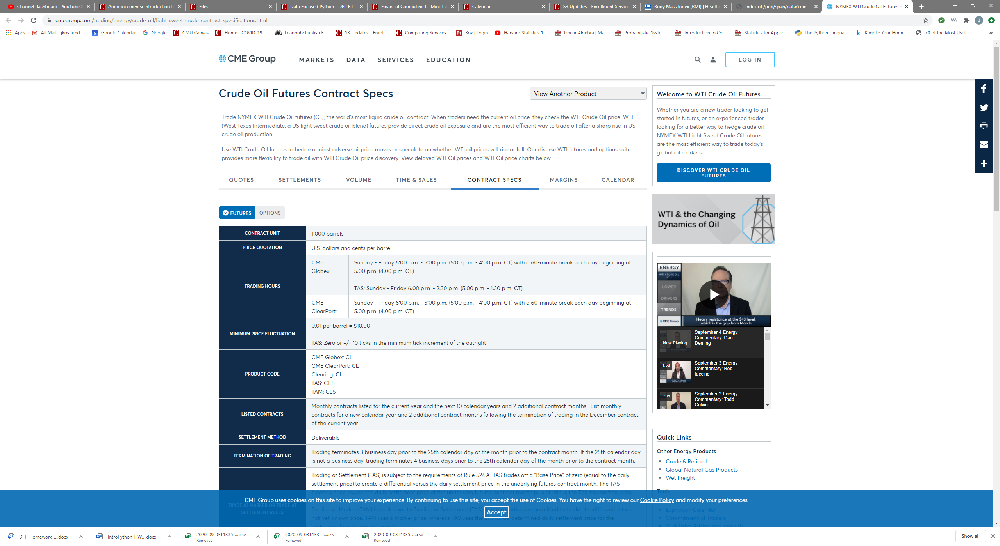 Channel dashboard - YouTube S
Announcements: Introduction to
Files
Data Focused Python - DFP B1 2
Financial Computing I - Mini 1 2
Calendar
S3 Updates - Enrollment Service
Body Mass Index (BMI) | Healthy
Index of /pub/span/data/cme
NYMEX WTI Crude Oil Futures &
cmegroup.com/trading/energy/crude-oil/light-sweet-crude_contract_specifications.html
Apps
All Mail - jkostlund...
Google Calendar
Google
CMU Canvas
Home - COVID-19...
Leanpub: Publish E...
S3 Updates - Enroll...
Computing Services...
Box | Login
Harvard Statistics 1...
Linear Algebra | Ma...
Probabilistic Syste...
Introduction to Co...
Statistics for Applic...
The Python Langua...
Kaggle: Your Home...
70 of the Most Usef...
»
CME Group
MARKETS
DATA
SERVICES
EDUCATION
LOG IN
Crude Oil Futures Contract Specs
View Another Product
Trade NYMEX WTI Crude Oil futures (CL), the world's most liquid crude oil contract. When traders need the current oil price, they check the WTI Crude Oil price. WTI
(West Texas Intermediate, a US light sweet crude oil blend) futures provide direct crude oil exposure and are the most efficient way to trade oil after a sharp rise in US
crude oil production.
Use WTI Crude Oil futures to hedge against adverse oil price moves or speculate on whether WTI oil prices will rise or fall. Our diverse WTI futures and options suite
provides more flexibility to trade oil with WTI Crude Oil price discovery. View delayed WTI Oil prices and WTI Oil price charts below.
QUOTES
SETTLEMENTS
VOLUME
TIME & SALES
CONTRACT SPECS
MARGINS
CALENDAR
FUTURES
OPTIONS
CONTRACT UNIT
1,000 barrels
PRICE QUOTATION
U.S. dollars and cents per barrel
TRADING HOURS
CME
Globex:
Sunday - Friday 6:00 p.m. - 5:00 p.m. (5:00 p.m. - 4:00 p.m. CT) with a 60-minute break each day beginning at
5:00 p.m. (4:00 p.m. CT)
TAS: Sunday - Friday 6:00 p.m. - 2:30 p.m. (5:00 p.m. - 1:30 p.m. CT)
CME
ClearPort:
Sunday - Friday 6:00 p.m. - 5:00 p.m. (5:00 p.m. - 4:00 p.m. CT) with a 60-minute break each day beginning at
5:00 p.m. (4:00 p.m. CT)
MINIMUM PRICE FLUCTUATION
0.01 per barrel = $10.00
TAS: Zero or +/- 10 ticks in the minimum tick increment of the outright
PRODUCT CODE
CME Globex: CL
CME ClearPort: CL
Clearing: CL
TAS: CLT
TAM: CLS
LISTED CONTRACTS
Monthly contracts listed for the current year and the next 10 calendar years and 2 additional contract months. List monthly
contracts for a new calendar year and 2 additional contract months following the termination of trading in the December contract
of the current year.
SETTLEMENT METHOD
Deliverable
TERMINATION OF TRADING
Trading terminates 3 business day prior to the 25th calendar day of the month prior to the contract month. If the 25th calendar day
is not a business day, trading terminates 4 business days prior to the 25th calendar day of the month prior to the contract month.
TRADE AT MARKER OR TRADE AT
SETTLEMENT RULES
Trading at Settlement (TAS) is subject to the requirements of Rule 524.A. TAS trades off a "Base Price" of zero (equal to the daily
settlement price) to create a differential versus the daily settlement price in the underlying futures contract month. The TAS
clearing price equals the daily settlement price of the underlying futures contract month plus or minus the TAS transaction price.
Trading at Marker (TAM) is analogous to Trading at Settlement (TAS) parties are permitted to trade at a differential to a
not-yet-known price. TAM uses a marker price, whereas TAS uses the Exchange-determined daily settlement price for the
underlying futures contract month.
Welcome to WTI Crude Oil Futures
Whether you are a new trader looking to get
started in futures, or an experienced trader
looking for a better way to hedge crude oil,
NYMEX WTI Light Sweet Crude Oil futures
are the most efficient way to trade today's
global oil markets.
DISCOVER WTI CRUDE OIL
FUTURES
WTI & the Changing
Dynamics of Oil
ENERGY
WTI CRUDE OIL
(CL)
LOWER
DRIVERS
TRENDS
CME Group
Heavy resistance at the $43 level,
which is the gap from March
Now Playing
September 4 Energy
Commentary: Dan
Deming
1:58
September 3 Energy
Commentary: Bob
Iaccino
3:06
September 2 Energy
Commentary: Todd
Colvin
Quick Links
Other Energy Products
Crude & Refined
Global Natural Gas Products
Wet Freight
Tools
Expiration Calendar
Commitment of Traders
QuikStrike Pricing and Analysis
CME Group uses cookies on this site to improve your experience. By continuing to use this site, you accept the use of Cookies. You have the right to review our Cookie Policy and modify your preferences.
Accept
DFP_Homework_....docx
IntroPython_HW....docx
2020-09-03T1335_....csv
Removed
2020-09-03T1335_....csv
Removed
2020-09-03T1335_....csv
Removed
Show all